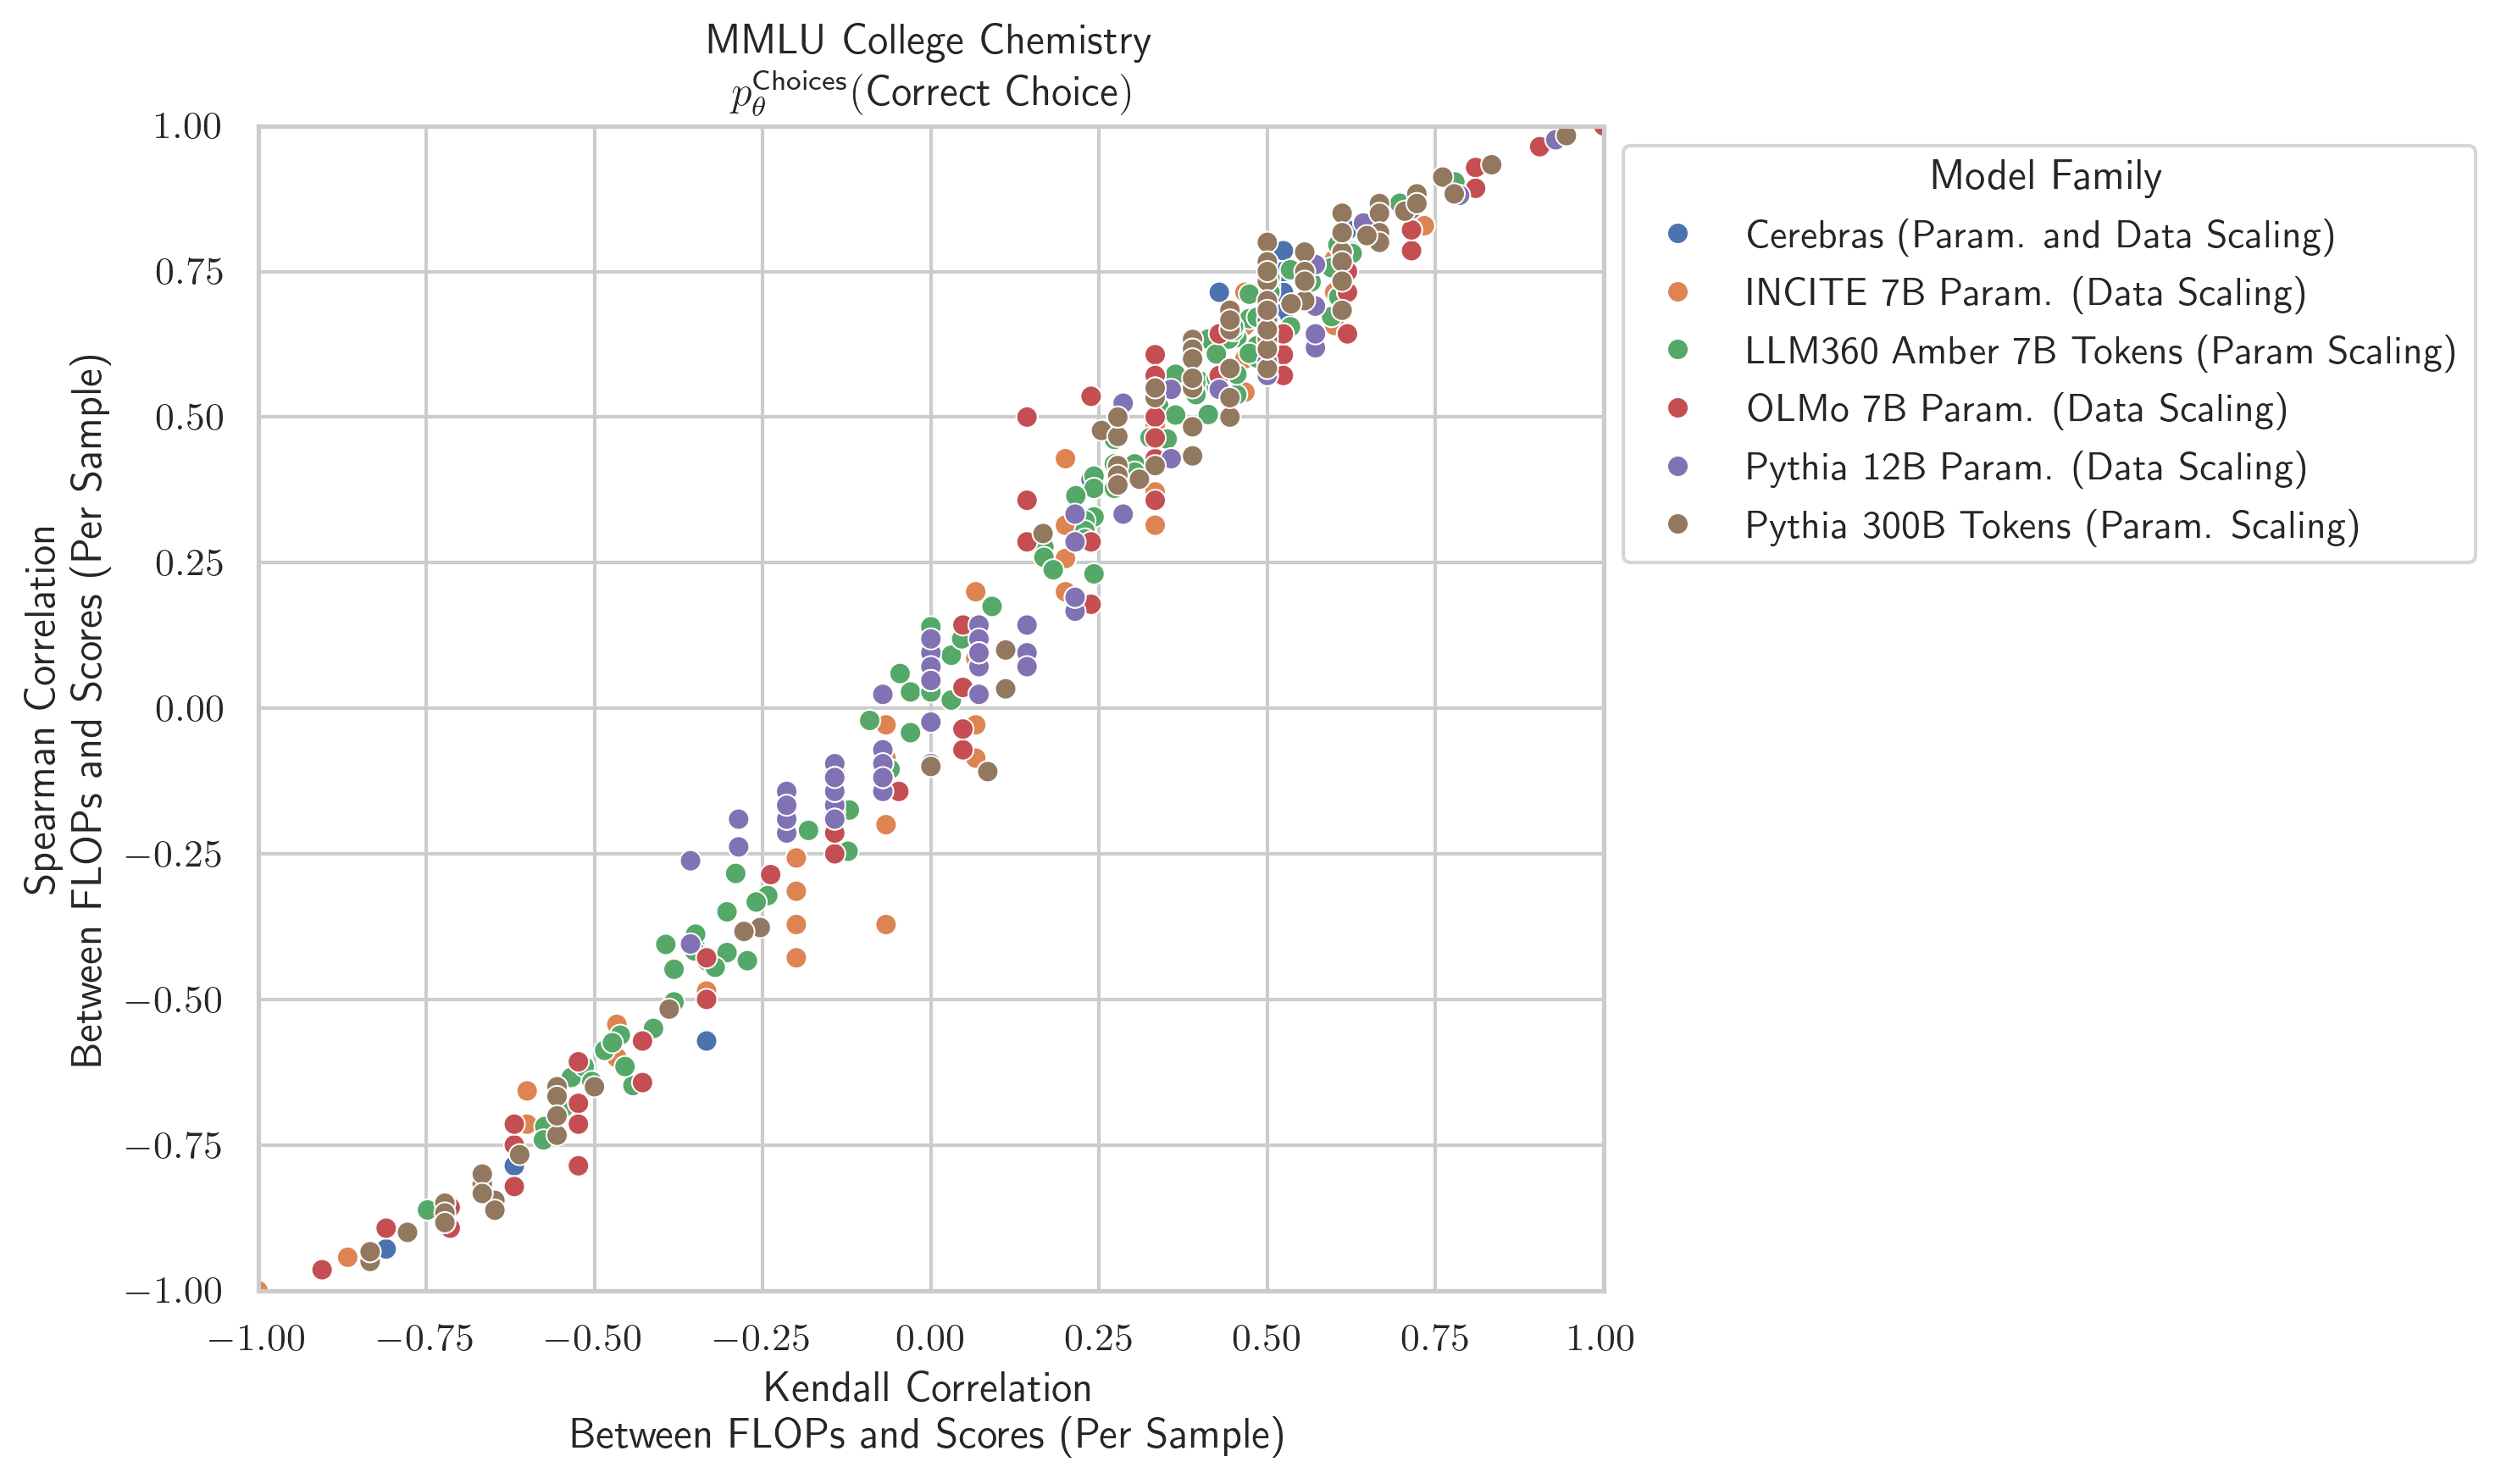 MMLU College Chemistry
p_θ^Choices(Correct Choice)
1.00
0.75
0.50
0.25
0.00
−0.25
−0.50
−0.75
−1.00
Spearman Correlation
Between FLOPs and Scores (Per Sample)
−1.00
−0.75
−0.50
−0.25
0.00
0.25
0.50
0.75
1.00
Kendall Correlation
Between FLOPs and Scores (Per Sample)
Model Family
Cerebras (Param. and Data Scaling)
INCITE 7B Param. (Data Scaling)
LLM360 Amber 7B Tokens (Param Scaling)
OLMo 7B Param. (Data Scaling)
Pythia 12B Param. (Data Scaling)
Pythia 300B Tokens (Param. Scaling)